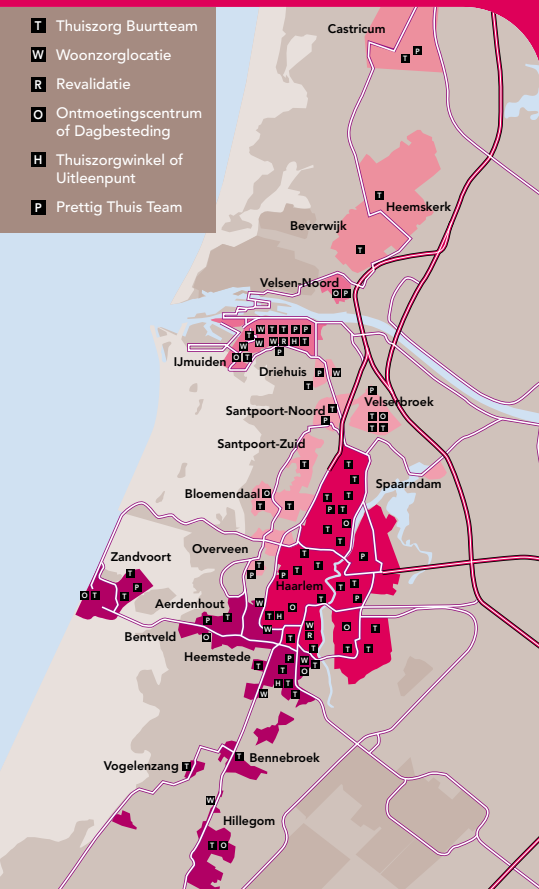 T Thuiszorg Buurtteam
W Woonzorglocatie
R Revalidatie
O Ontmoetingscentrum
of Dagbesteding
H Thuiszorgwinkel of
Uitleenpunt
P Prettig Thuis Team
Castricum
P
T
T
Heemskerk
Beverwijk
T
Velsen-Noord
O P
T W T T P P
W W W R H T
P
O T
IJmuiden
Driehuis P W
T
P
Velserbroek
Santpoort-Noord T
P
T O
T T
Santpoort-Zuid
T
T
T
Spaarndam
Bloemendaal O
T T
T T
P T
T O
T
Overveen
T
P
Zandvoort
T
P T
P T
T
T
Haarlem
T T
P
O T
T
T
P
Aerdenhout
W
O
T H
P T
W
W
R
O T
Bentveld
O
T
T
T T
Heemstede
T
P W
T
T O
H T
W
T
Vogelenzang T
T
Bennebroek
W
Hillegom
T O